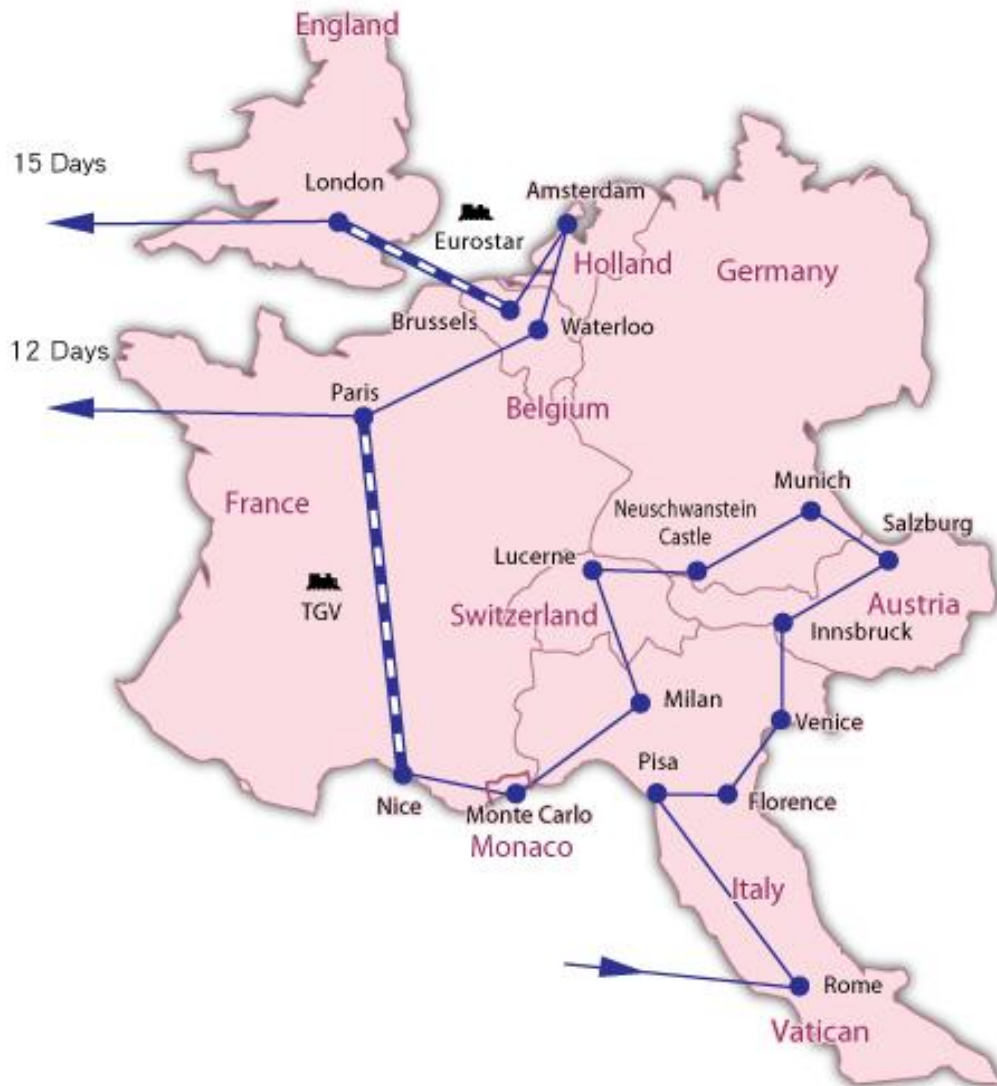 England
15 Days
London
Amsterdam
Eurostar
Holland
Germany
Brussels
Waterloo
12 Days
Paris
Belgium
France
Munich
Neuschwanstein
Castle
Salzburg
Lucerne
TGV
Switzerland
Austria
Innsbruck
Milan
Venice
Pisa
Nice
Monte Carlo
Florence
Monaco
Italy
Rome
Vatican